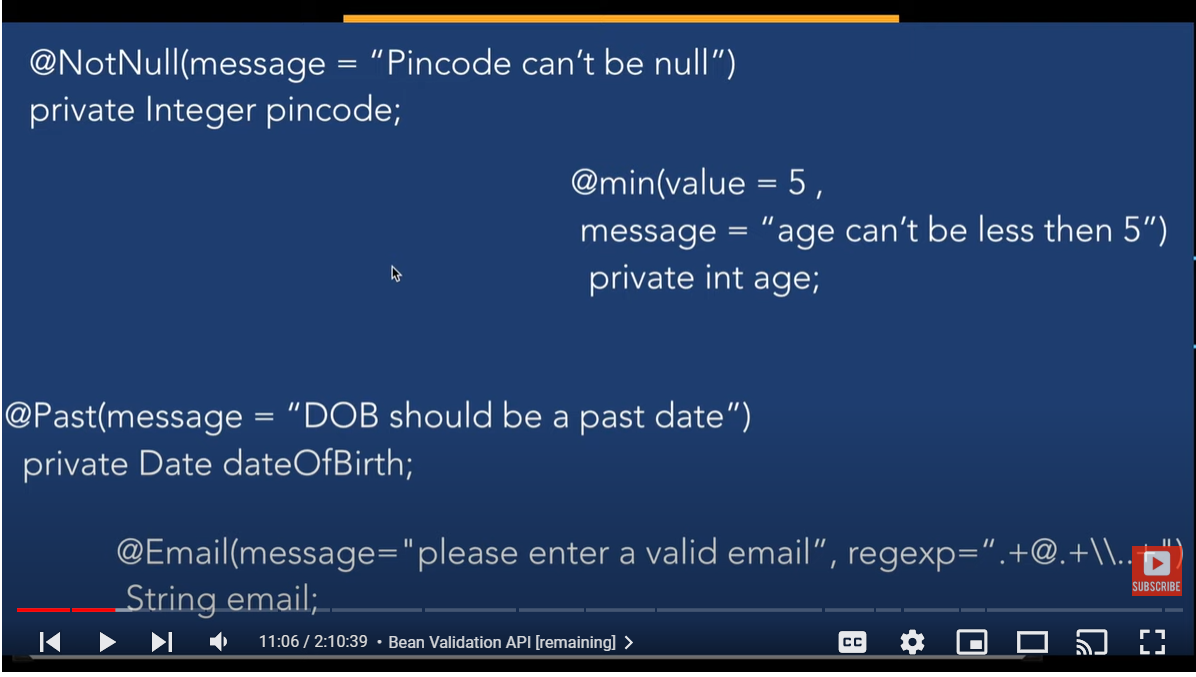 @NotNull(message = “Pincode can’t be null”)
private Integer pincode;
@min(value = 5 ,
message = “age can’t be less then 5”)
private int age;
@Past(message = “DOB should be a past date”)
private Date dateOfBirth;
@Email(message="please enter a valid email”, regexp=“.+@.+\\..+")
String email;
SUBSCRIBE
11:06 / 2:10:39 • Bean Validation API [remaining] >
CC